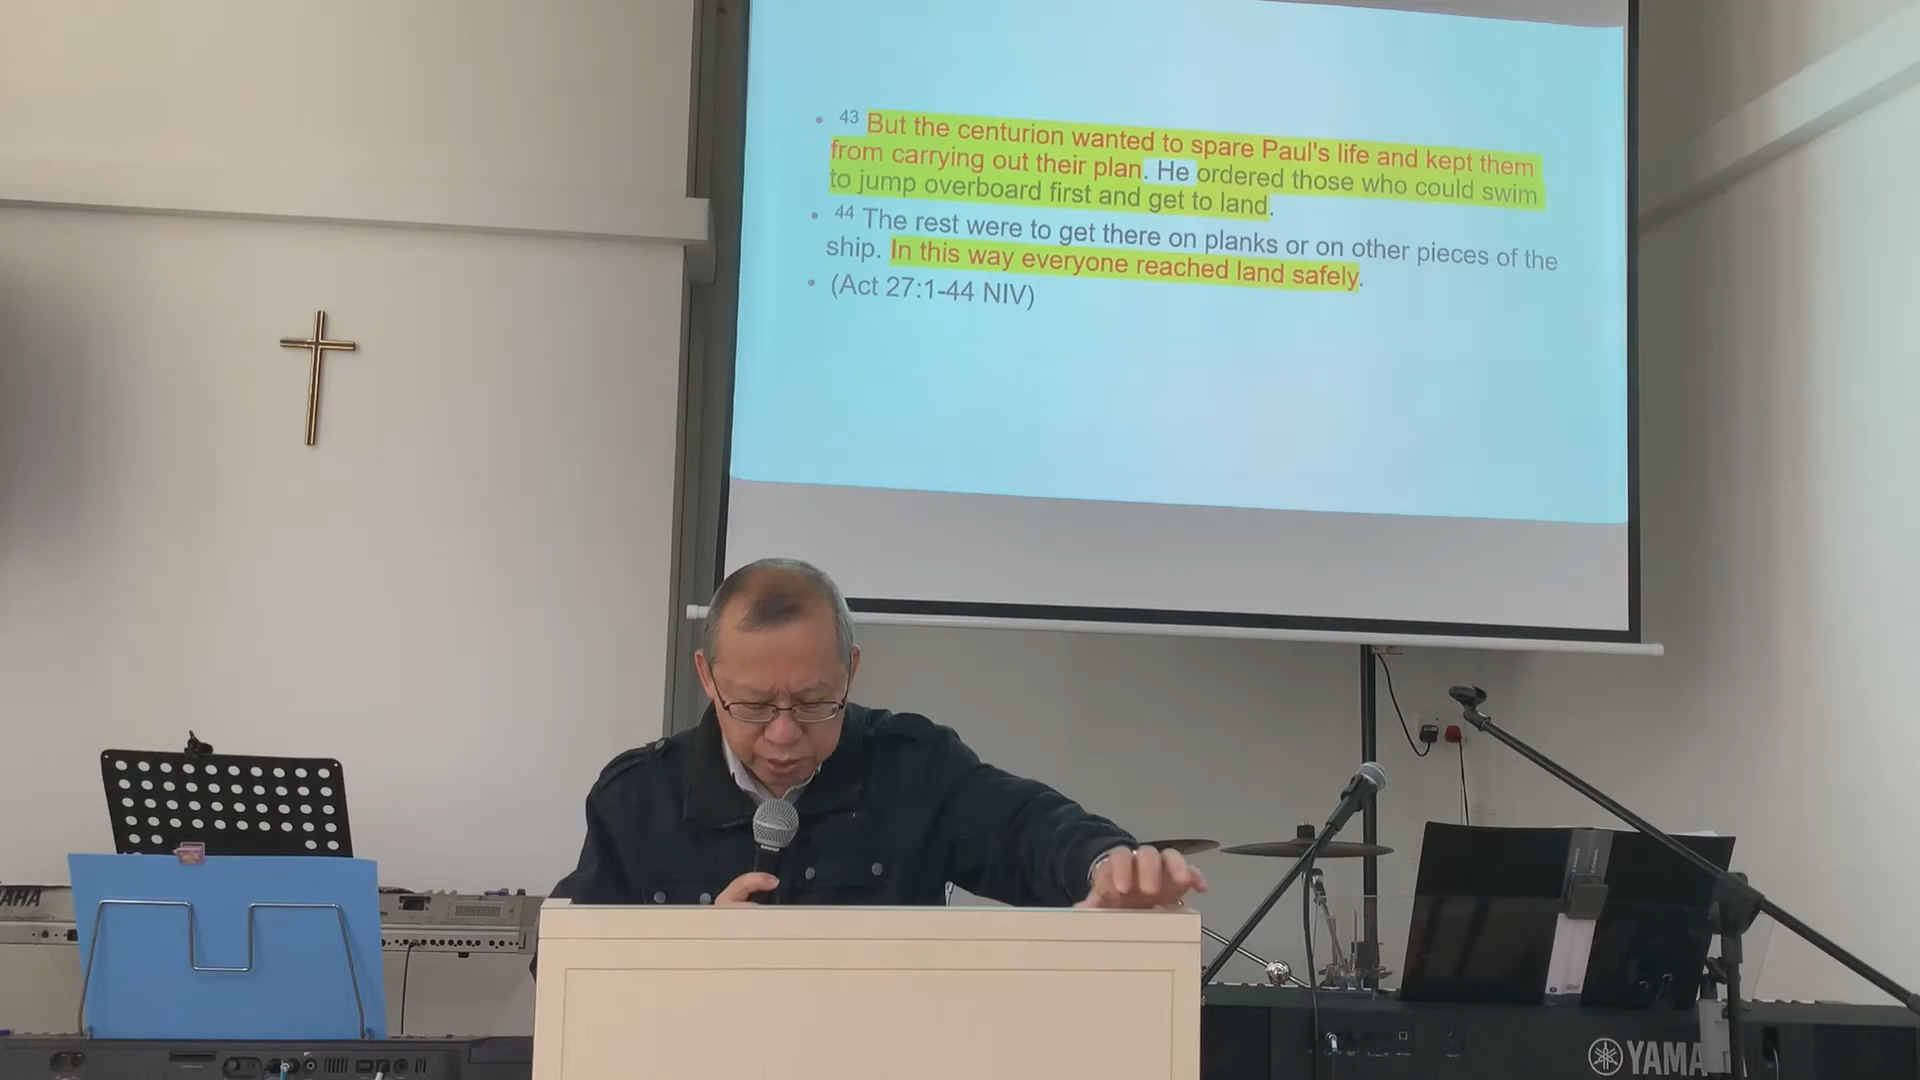 • 43 But the centurion wanted to spare Paul's life and kept them
from carrying out their plan. He ordered those who could swim
to jump overboard first and get to land.
• 44 The rest were to get there on planks or on other pieces of the
ship. In this way everyone reached land safely.
• (Act 27:1-44 NIV)
AHA
YAMA